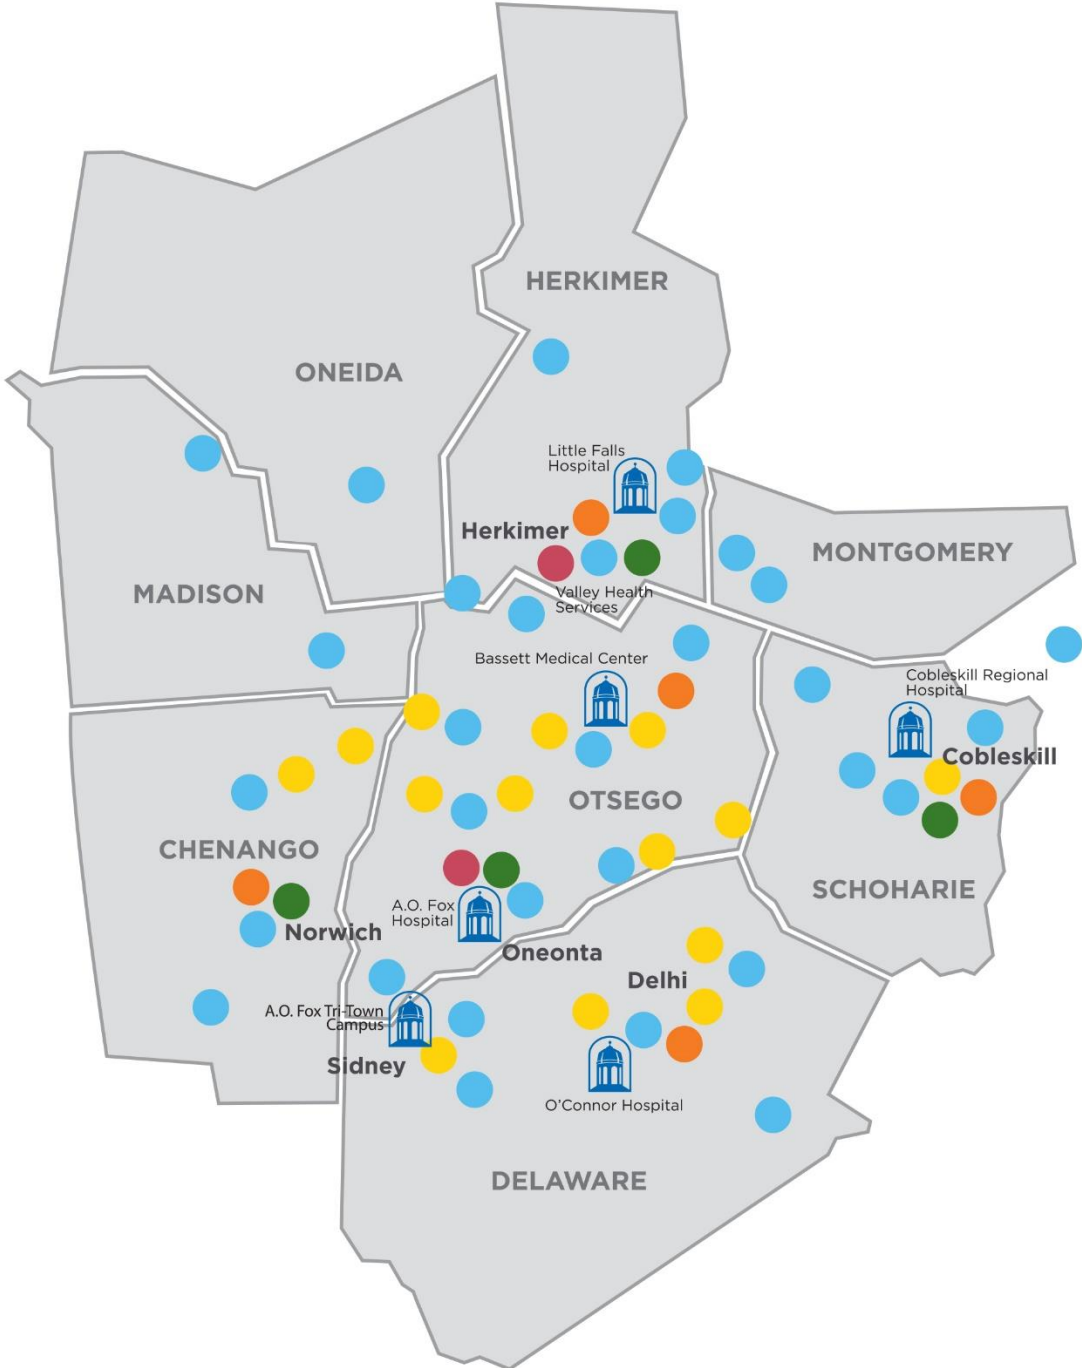 HERKIMER
ONEIDA
Little Falls
Hospital
Herkimer
MONTGOMERY
MADISON
Valley Health
Services
Bassett Medical Center
Cobleskill Regional
Hospital
Cobleskill
OTSEGO
CHENANGO
SCHOHARIE
A.O. Fox
Hospital
Norwich
Oneonta
Delhi
A.O. Fox Tri-Town
Campus
Sidney
O'Connor Hospital
DELAWARE